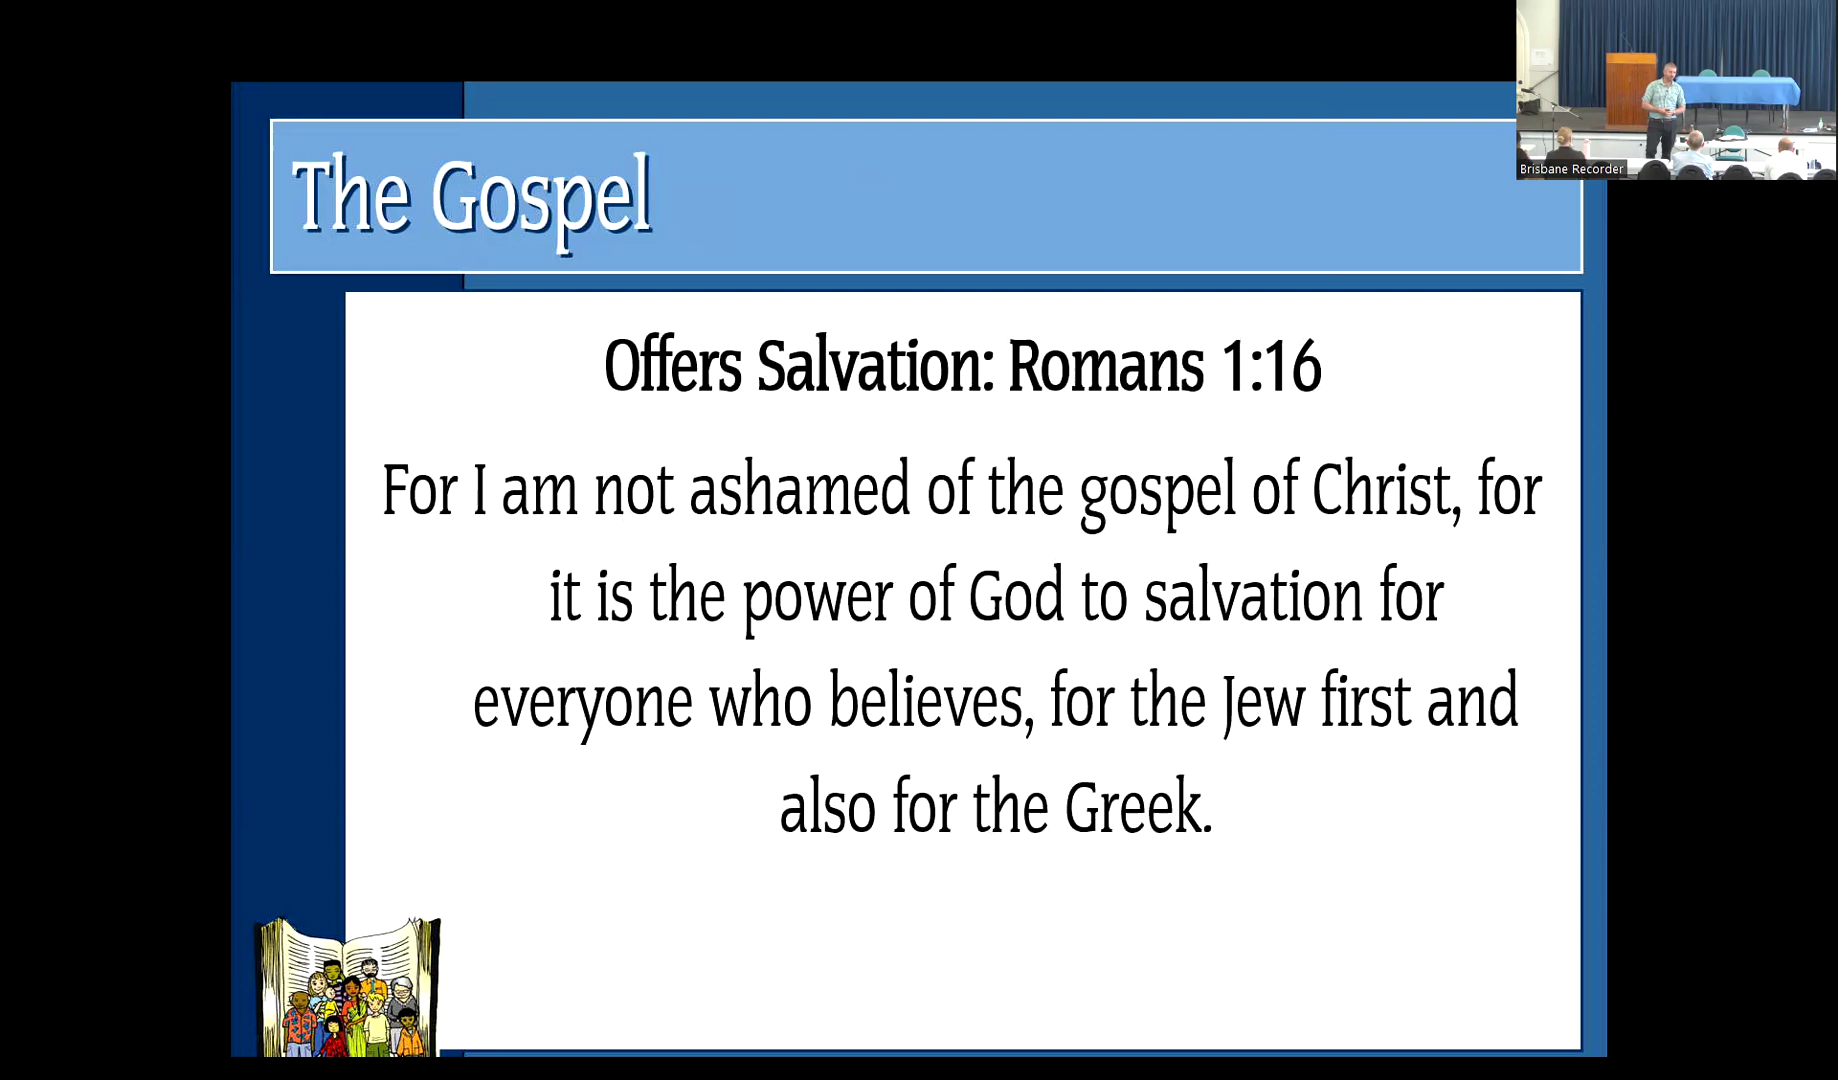 The Gospel
Brisbane Recorder
Offers Salvation: Romans 1:16
For I am not ashamed of the gospel of Christ, for
it is the power of God to salvation for
everyone who believes, for the Jew first and
also for the Greek.